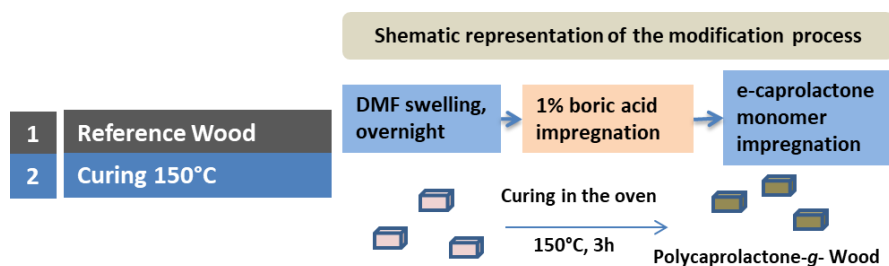 Shematic representation of the modification process
1 Reference Wood
2 Curing 150°C
DMF swelling,
overnight
1% boric acid
impregnation
e-caprolactone
monomer
impregnation
Curing in the oven
150°C, 3h
Polycaprolactone-g- Wood